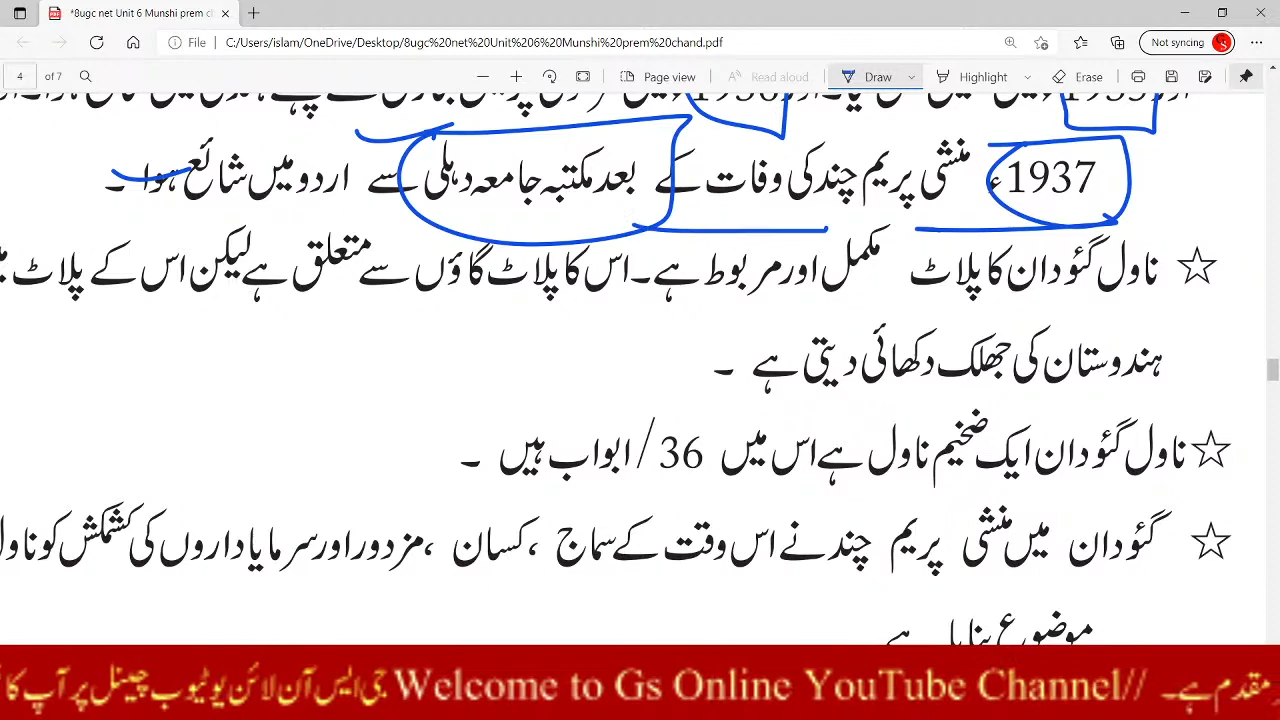 *8ugc net Unit 6 Munshi prem c
File C:/Users/islam/OneDrive/Desktop/8ugc%20net%20Unit%206%20Munshi%20prem%20chand.pdf Not syncing
4 of 7 Page view Read aloud Draw Highlight Erase
1937ء منشی پریم چند کی وفات کے بعد مکتبہ جامعہ دہلی سے اردو میں شائع ہوا ۔
☆ ناول گئودان کا پلاٹ مکمل اور مربوط ہے۔ اس کا پلاٹ گاؤں سے متعلق ہے لیکن اس کے پلاٹ
ہندوستان کی جھلک دکھائی دیتی ہے ۔
☆ ناول گئودان ایک ضخیم ناول ہے اس میں 36/ ابواب ہیں ۔
☆ گئودان میں منشی پریم چند نے اس وقت کے سماج ، کسان ، مزدور اور سرمایاداروں کی کشمکش کو ناول
موضوع بنایا ہے
مقدم ہے۔ //Welcome to Gs Online YouTube Channel جی ایس آن لائن یوٹیوب چینل پر آپ کا